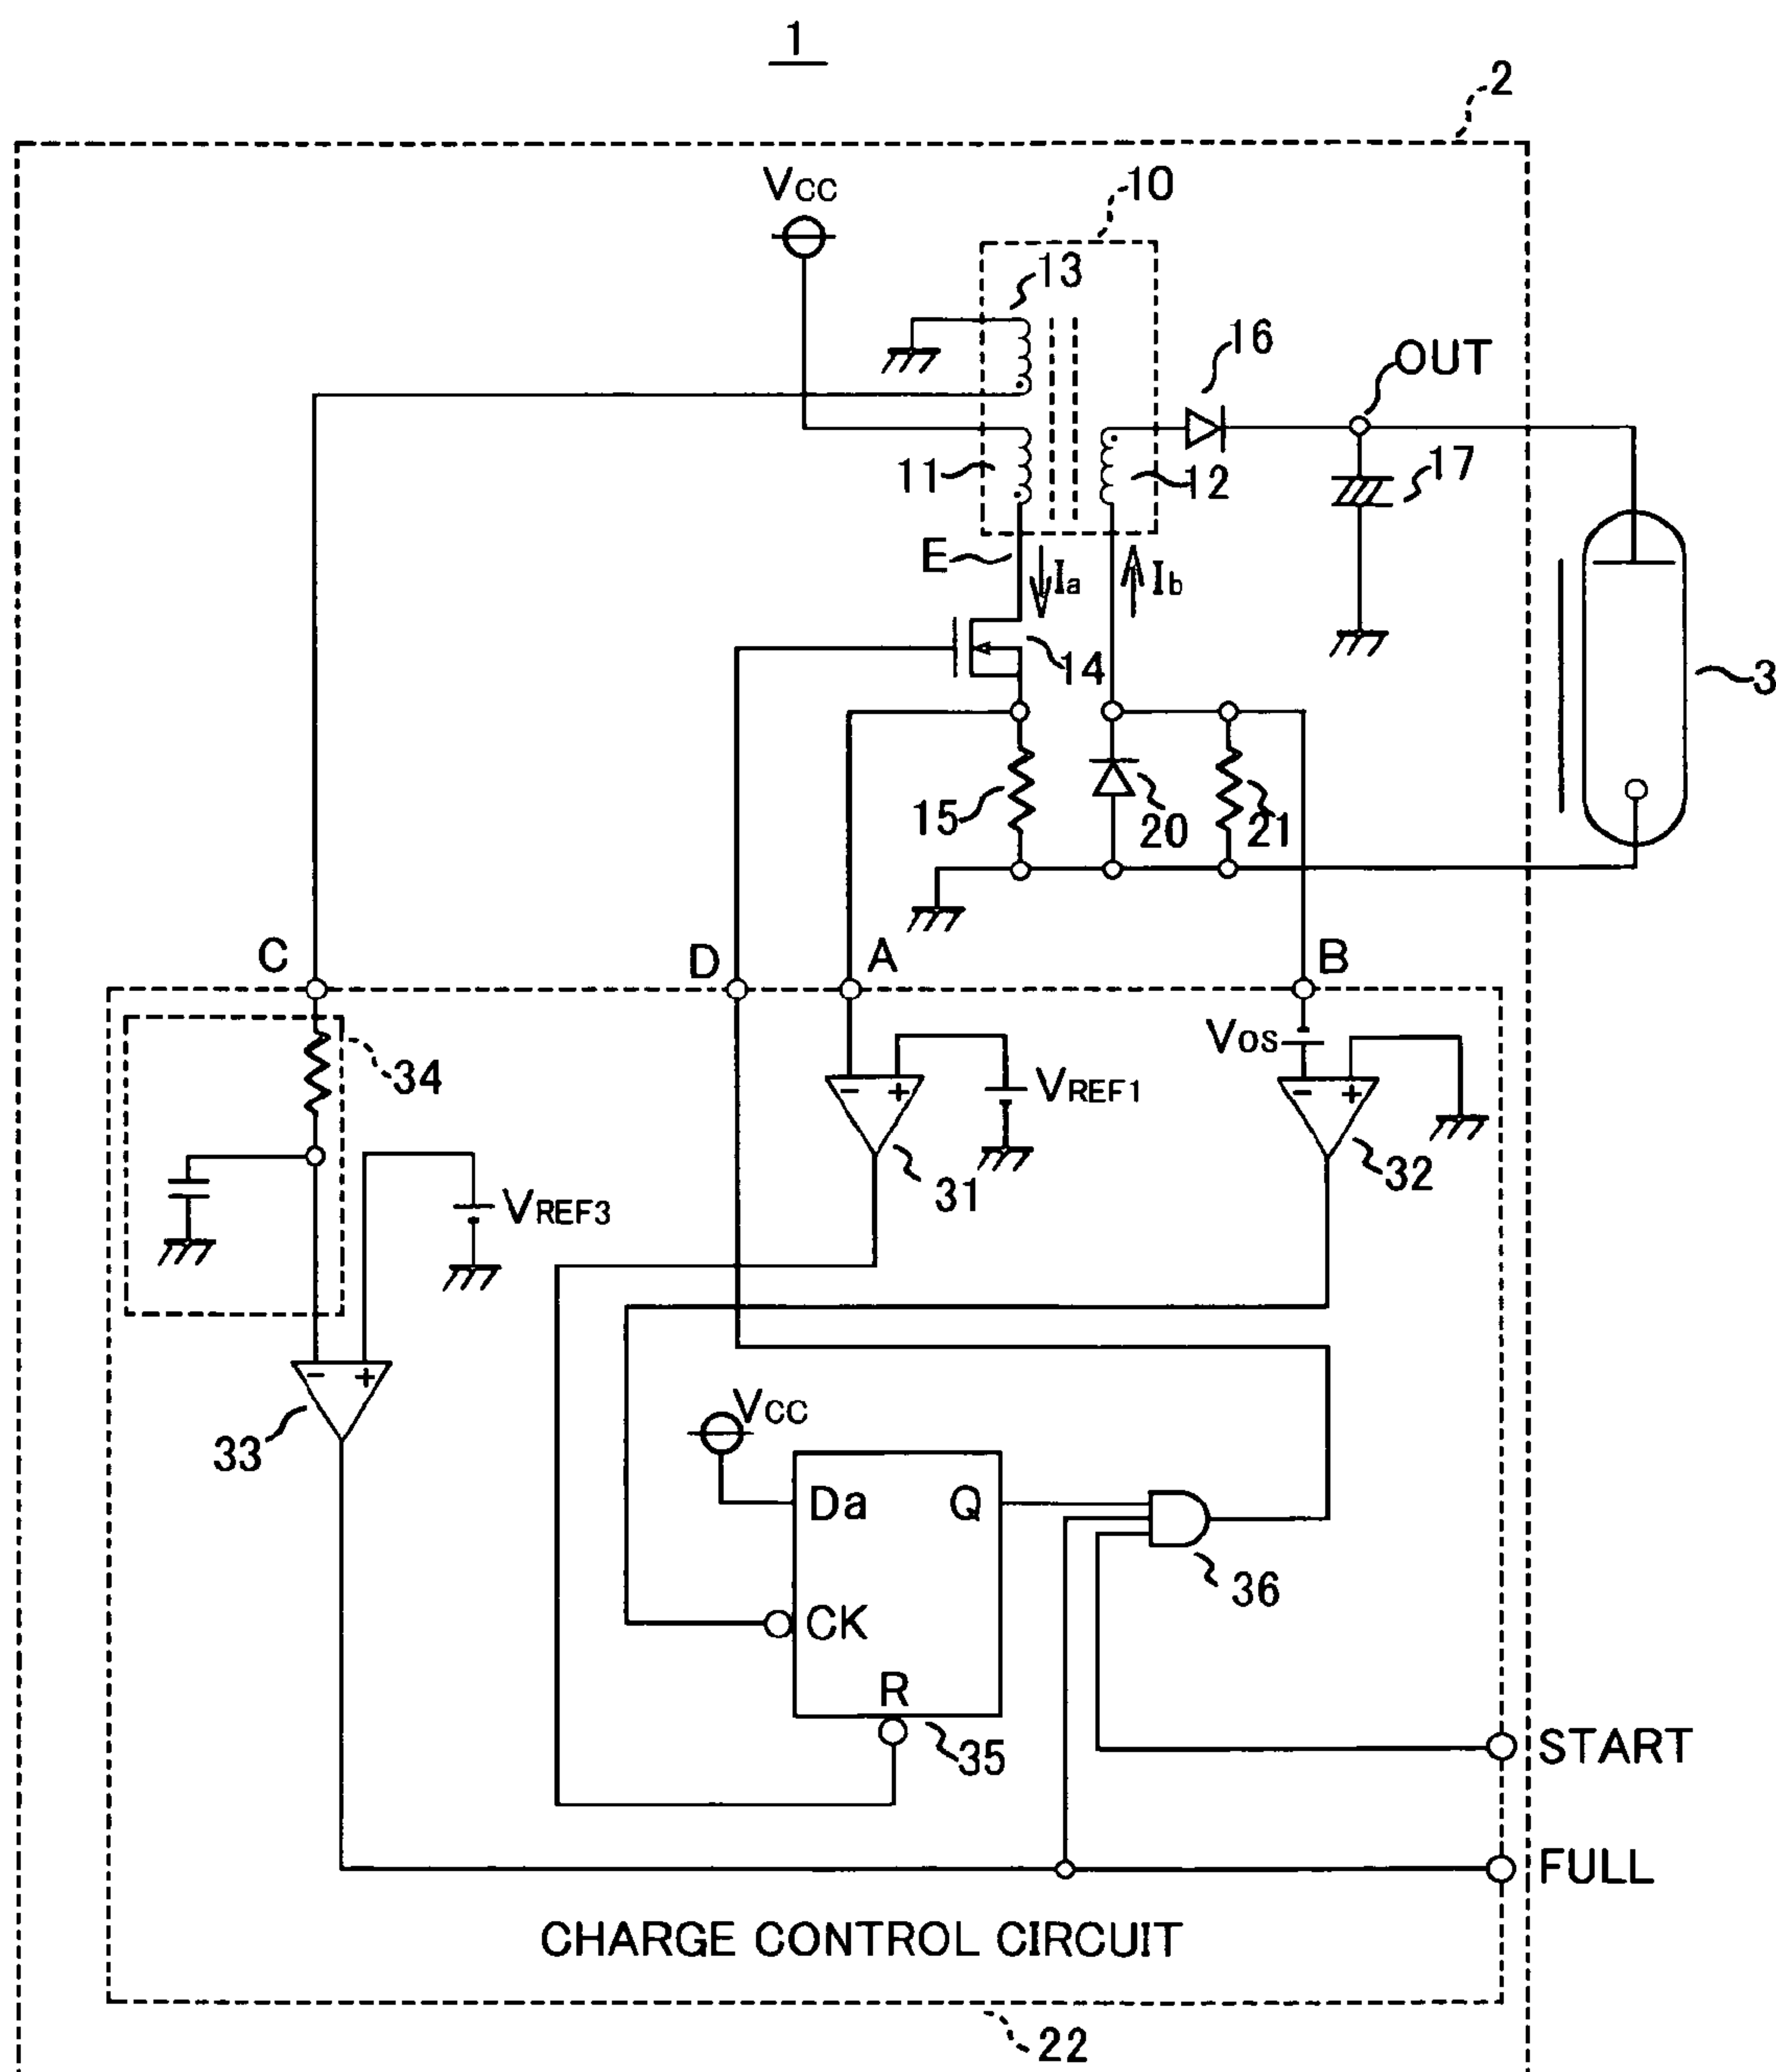 1
2
VCC
10
13
16
OUT
11
12
17
E
Ia
Ib
14
3
15
20
21
C
D
A
B
34
VOS
- +
VREF1
- +
31
32
VREF3
- +
33
VCC
Da
Q
36
CK
R
35
START
FULL
CHARGE CONTROL CIRCUIT
22